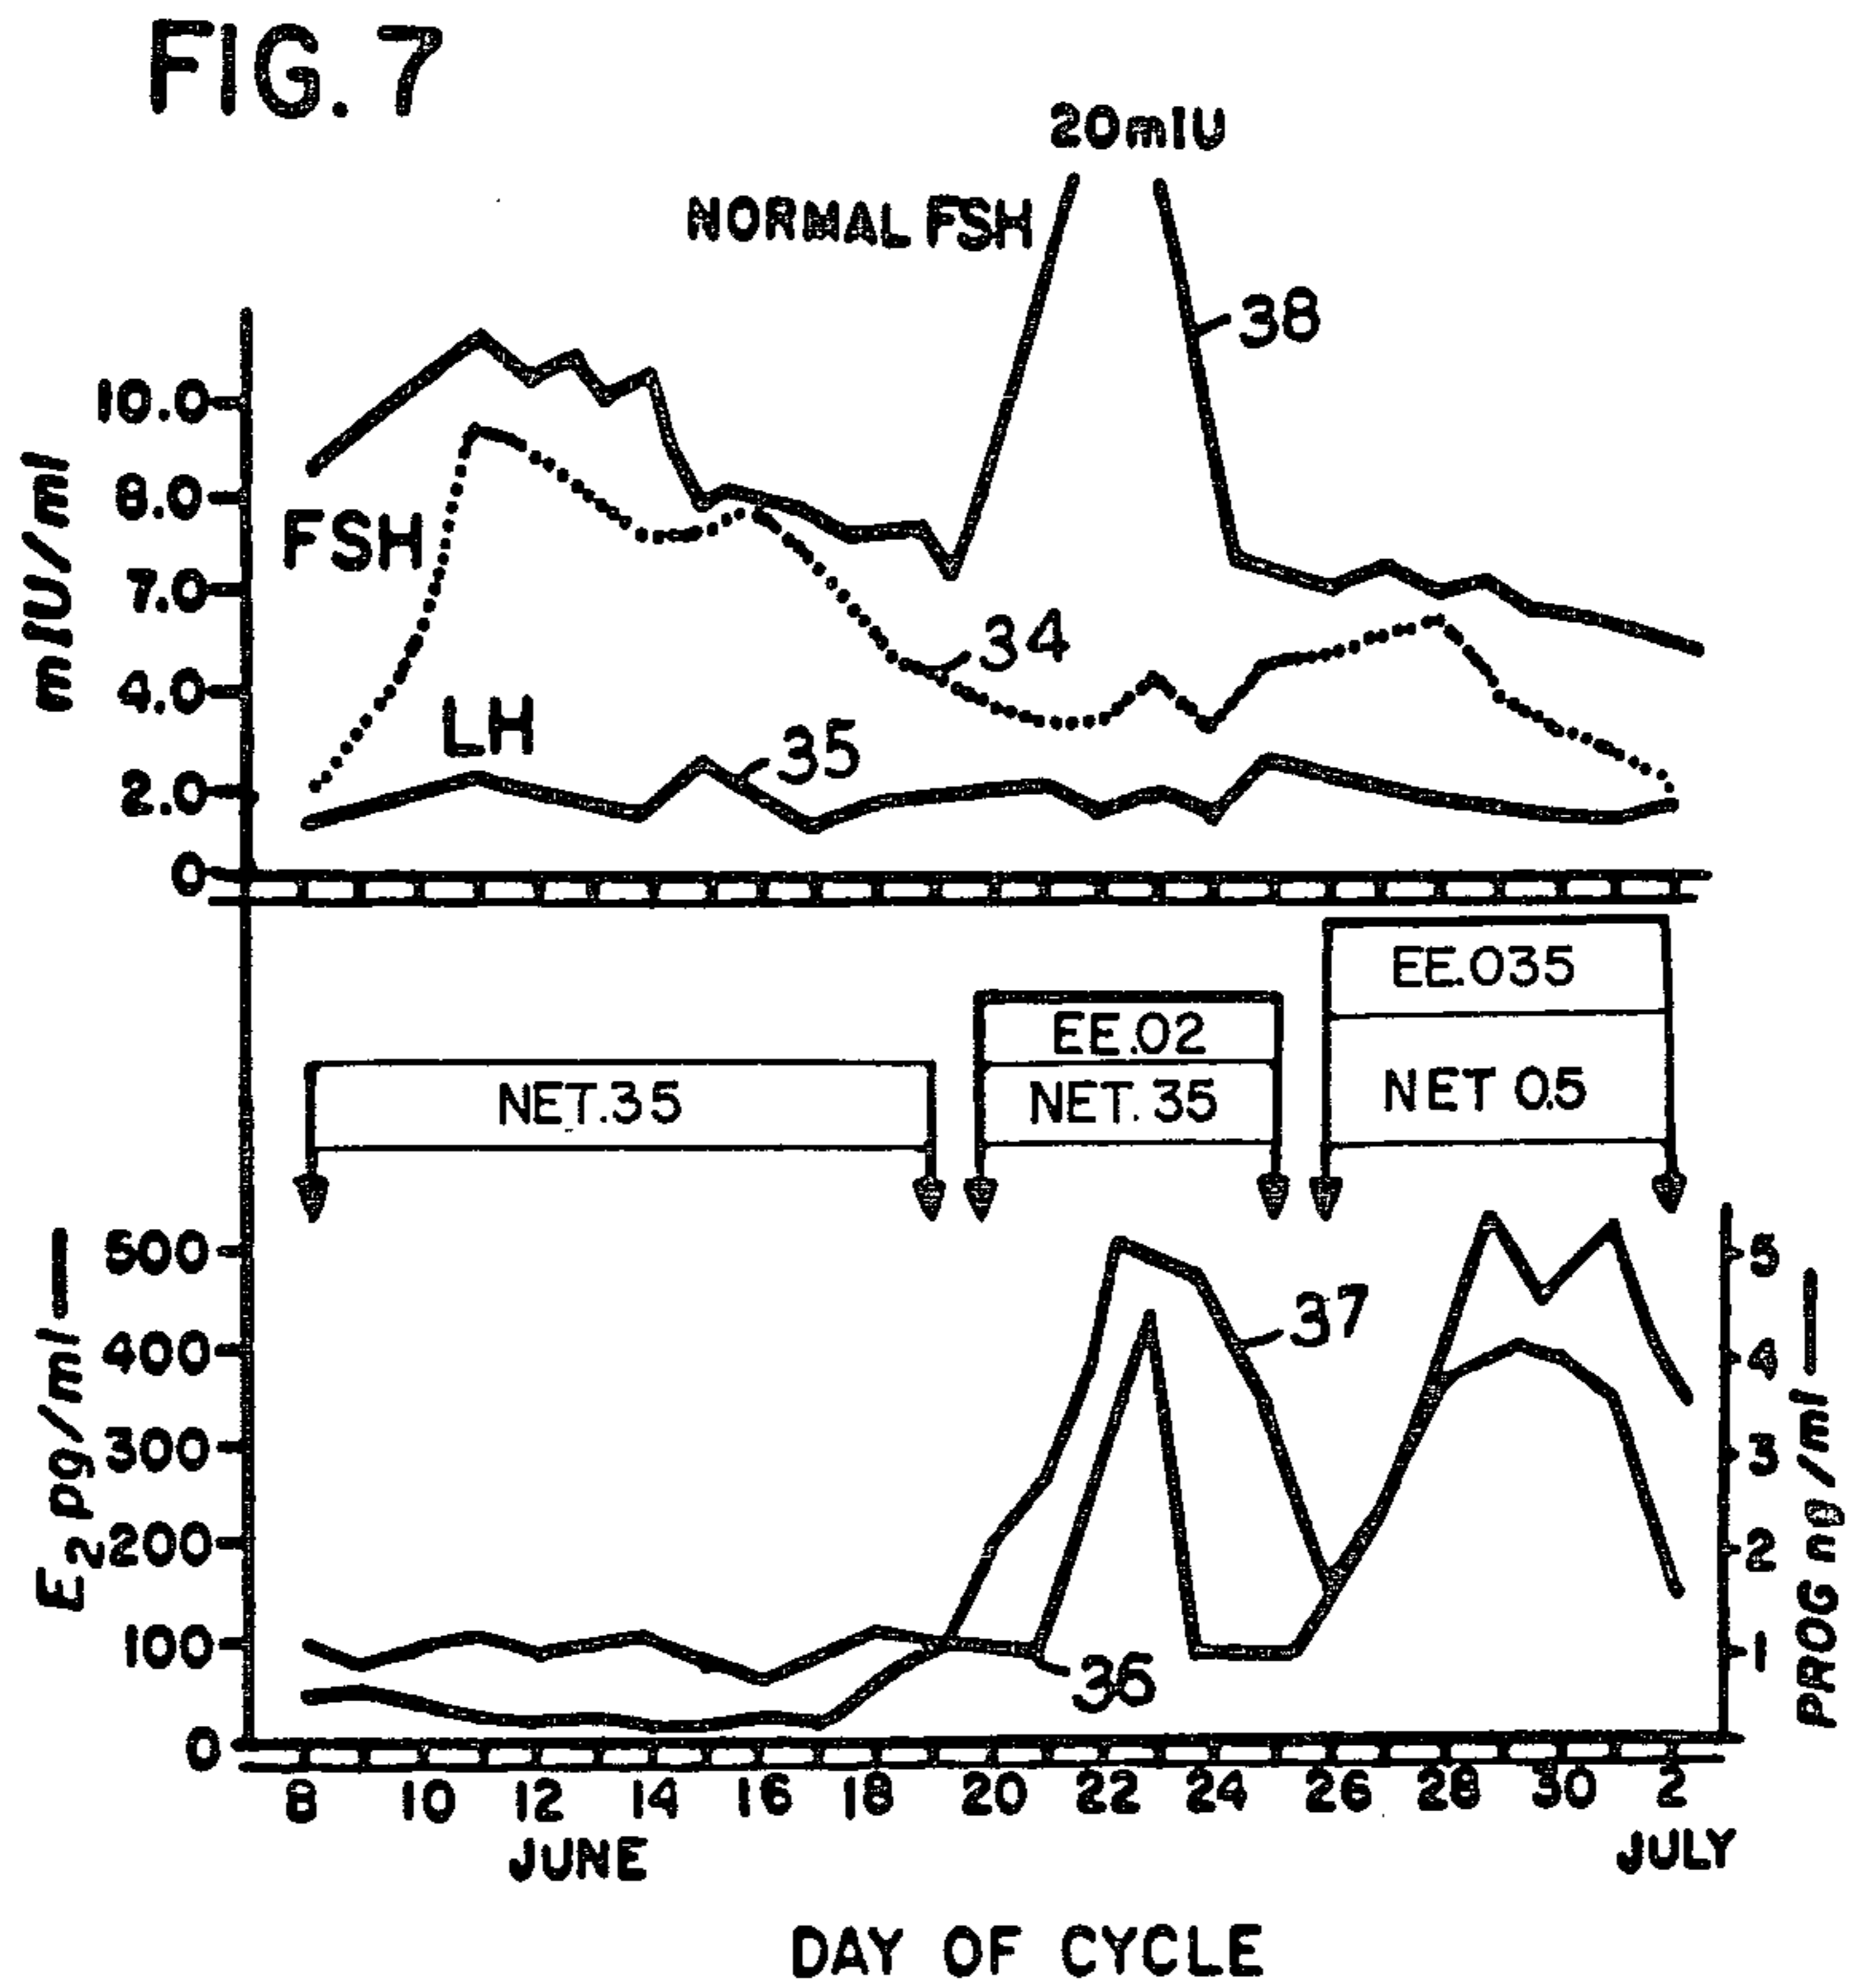 FIG. 7
20mIU
NORMAL FSH
38
10.0
8.0
7.0
4.0
2.0
0
mIU/ml
FSH
34
LH
35
EE.035
NET 0.5
EE.02
NET.35
NET.35
500
400
300
200
100
0
E2 pg/ml
37
36
5
4
3
2
1
PROG ng/ml
8 10 12 14 16 18 20 22 24 26 28 30 2
JUNE JULY
DAY OF CYCLE